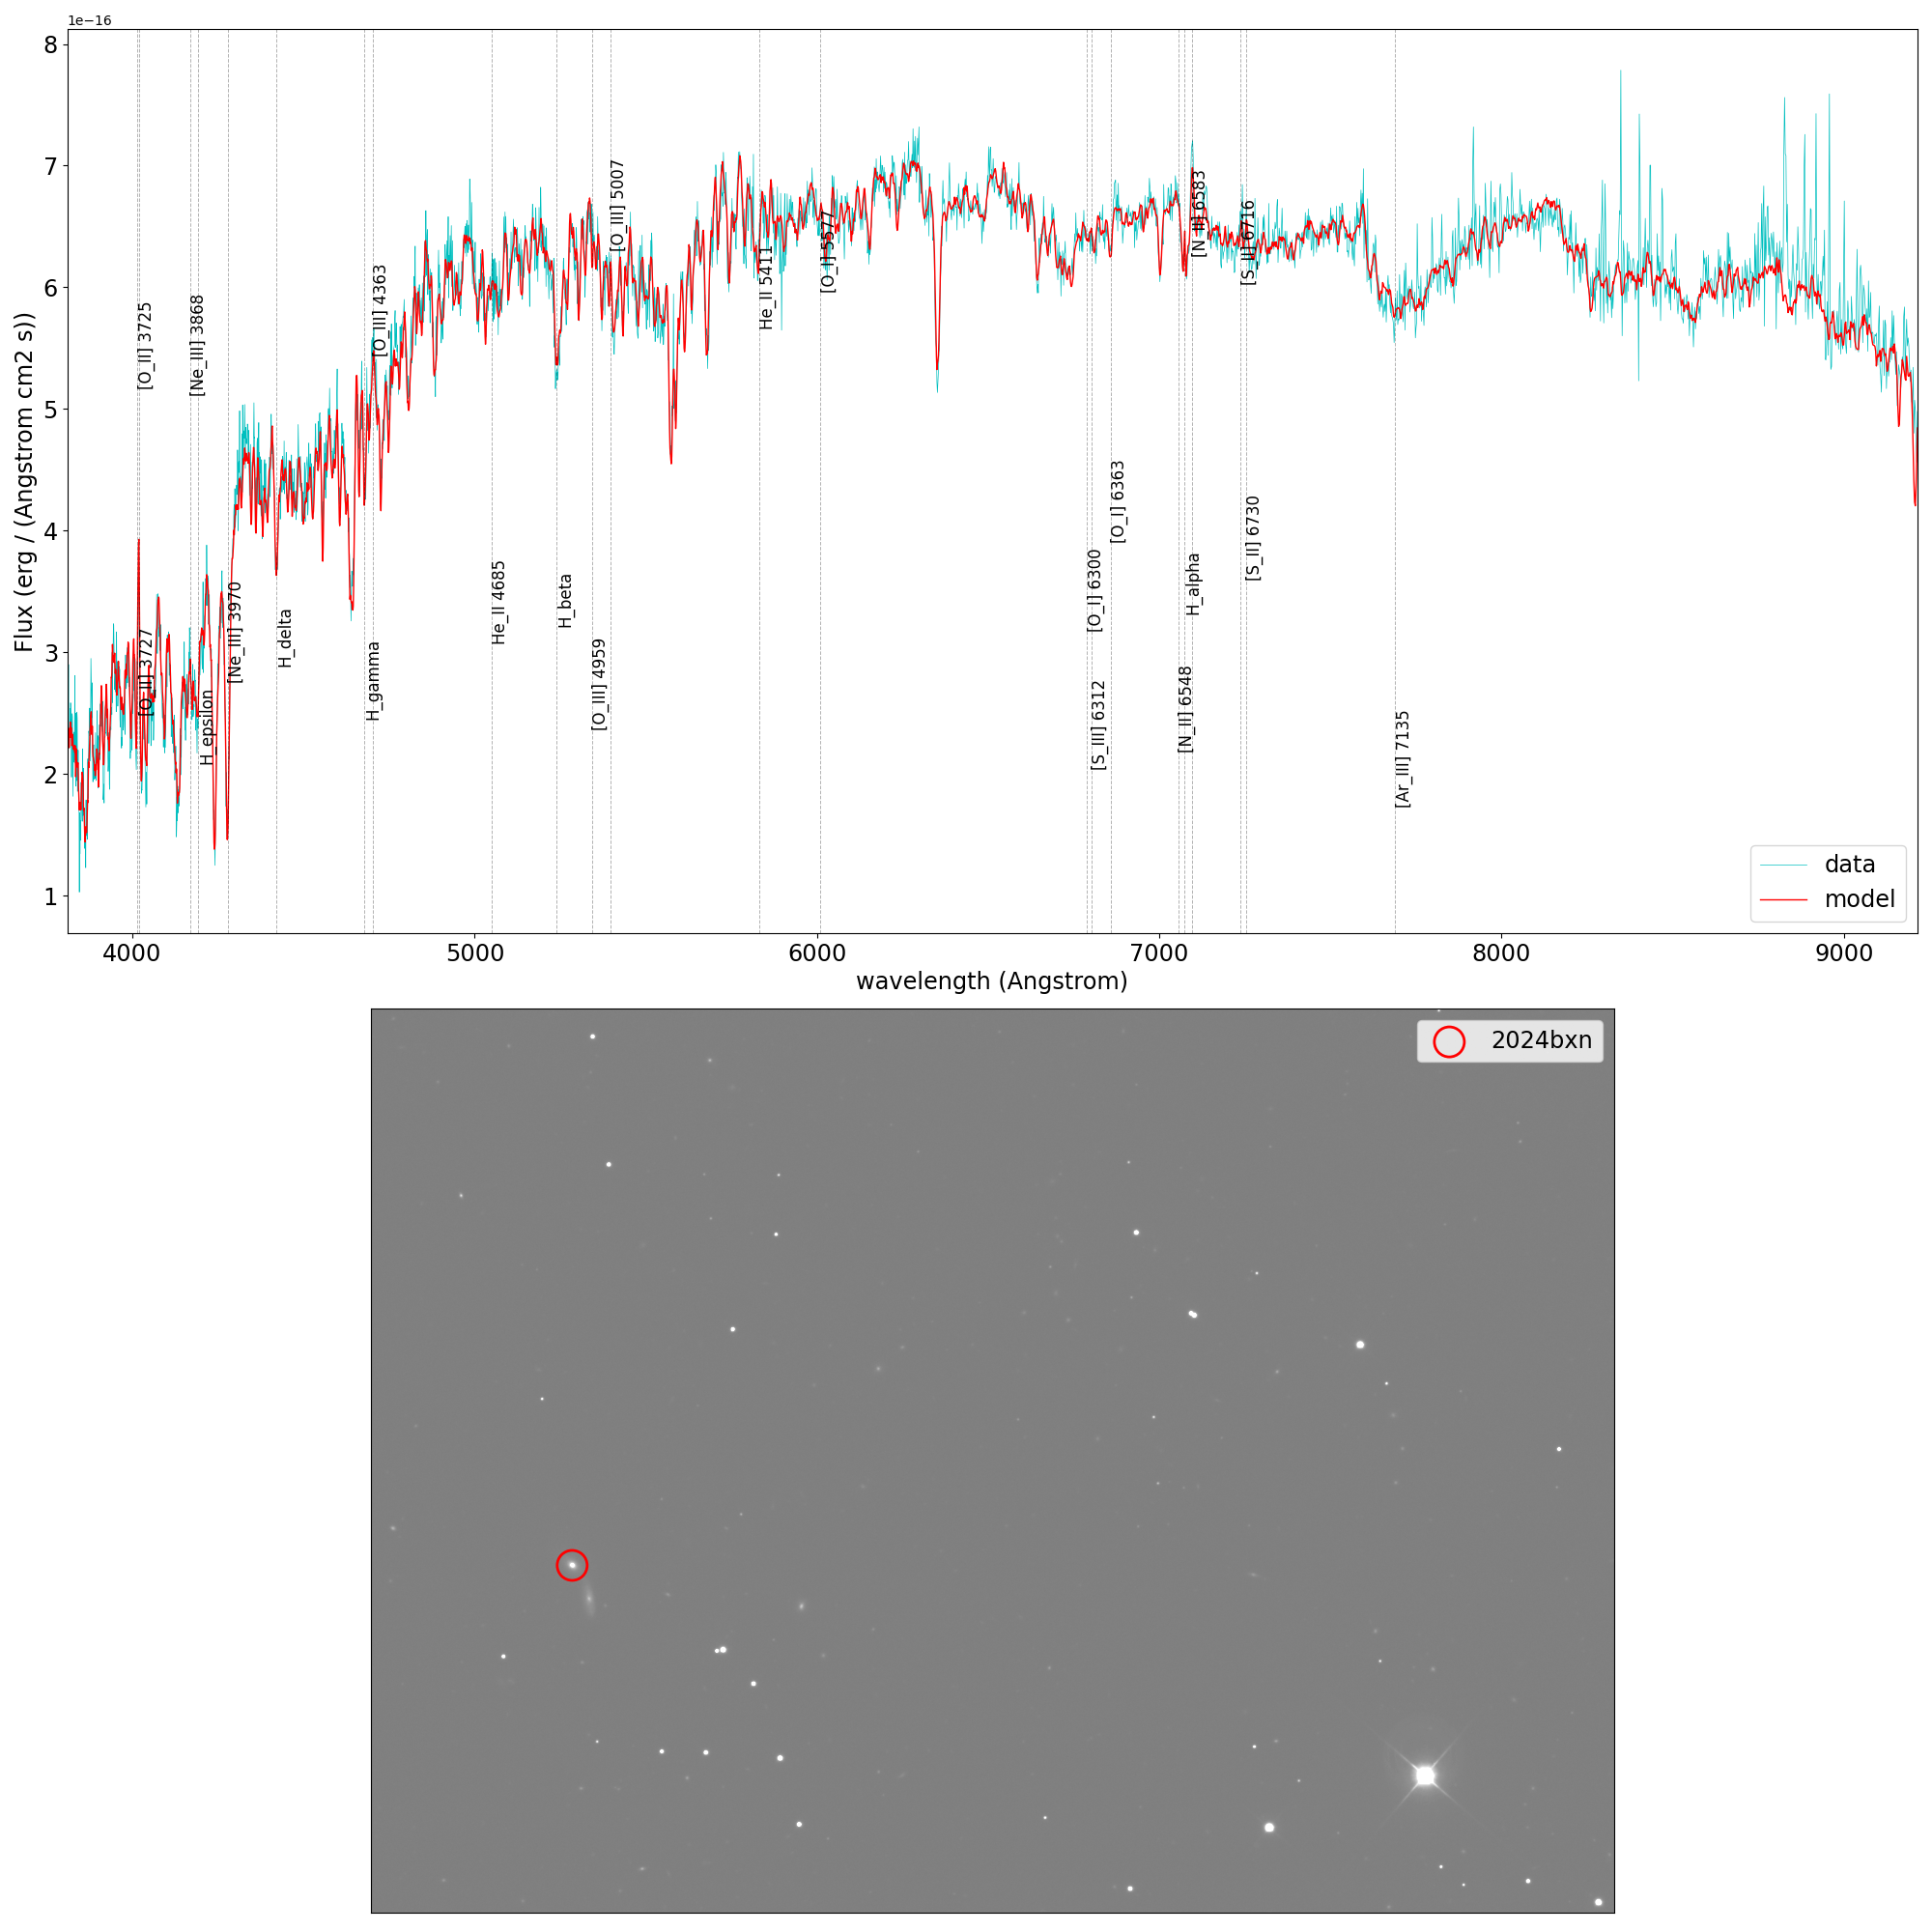 1e−16
8
7
6
5
4
3
2
1
Flux (erg / (Angstrom cm2 s))
[O_II] 3725
[O_II] 3727
[Ne_III] 3868
H_epsilon
[Ne_III] 3970
H_delta
H_gamma
[O_III] 4363
He_II 4685
H_beta
[O_III] 4959
[O_III] 5007
He_II 5411
[O_I] 5577
[O_I] 6300
[S_III] 6312
[O_I] 6363
[N_II] 6548
H_alpha
[N_II] 6583
[S_II] 6716
[S_II] 6730
[Ar_III] 7135
data
model
4000 5000 6000 7000 8000 9000
wavelength (Angstrom)
2024bxn